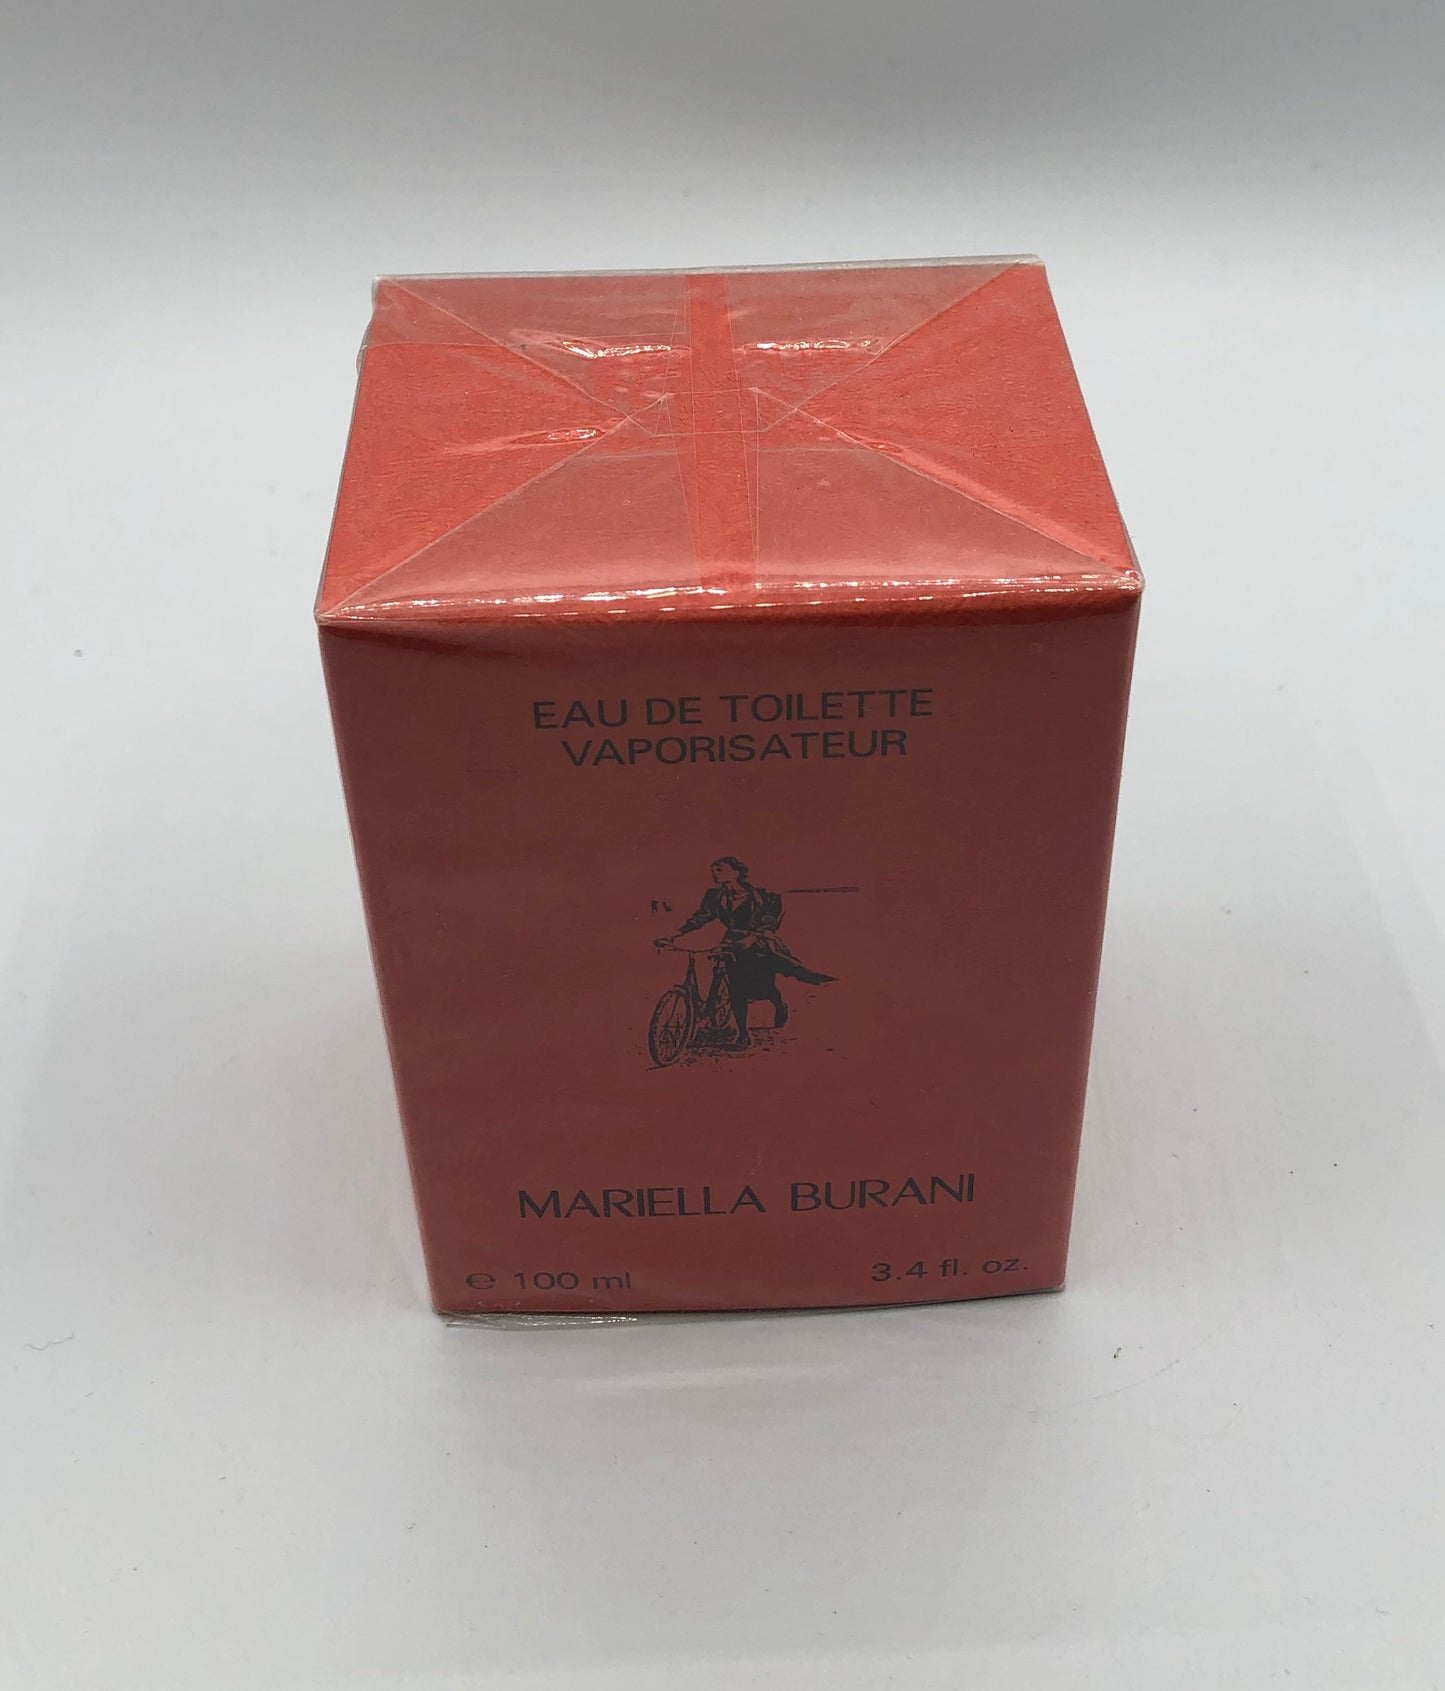 EAU DE TOILETTE
VAPORISATEUR
MARIELLA BURANI
℮ 100 ml 3.4 fl. oz.